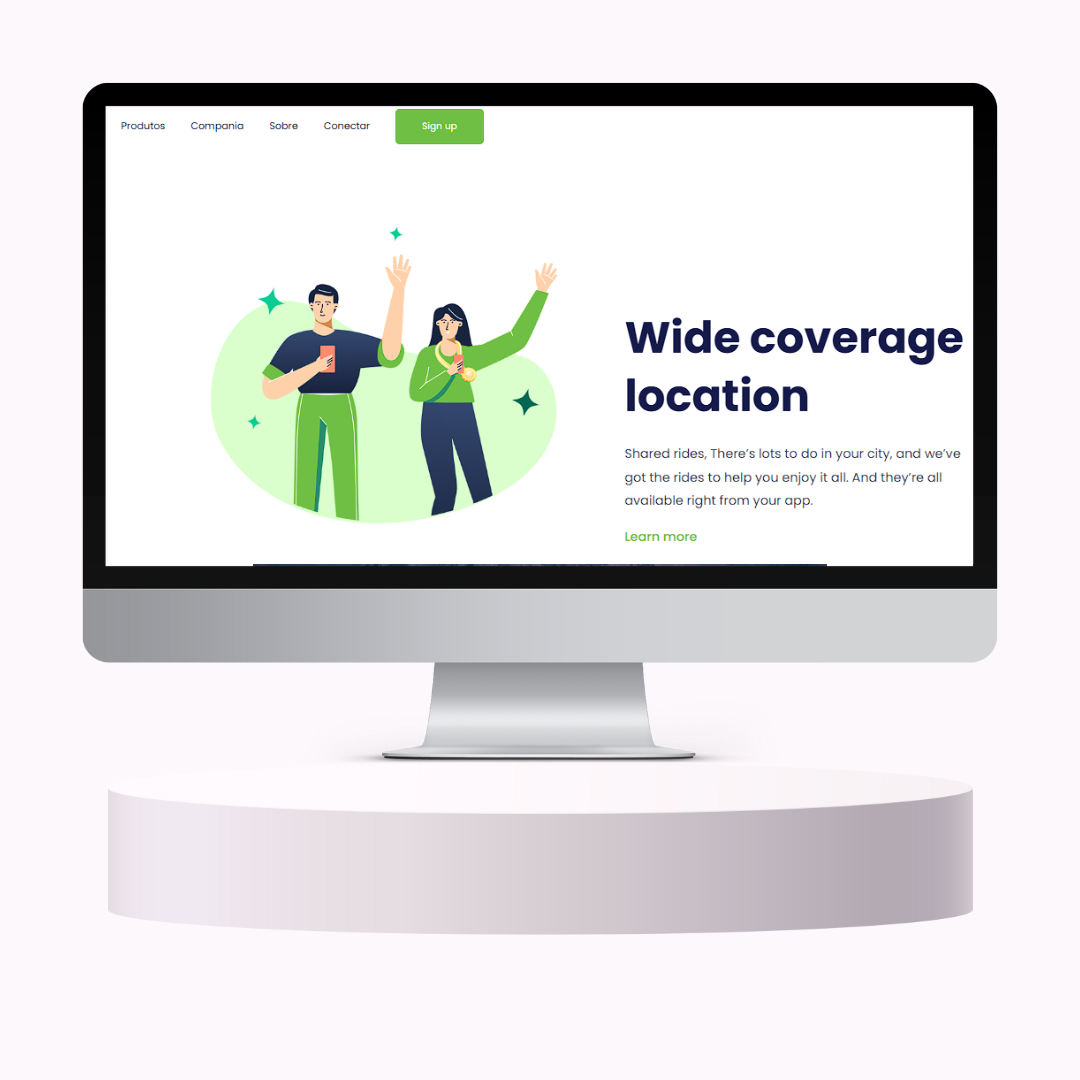 Produtos Compania Sobre Conectar Sign up
Wide coverage
location
Shared rides, There's lots to do in your city, and we've
got the rides to help you enjoy it all. And they're all
available right from your app.
Learn more